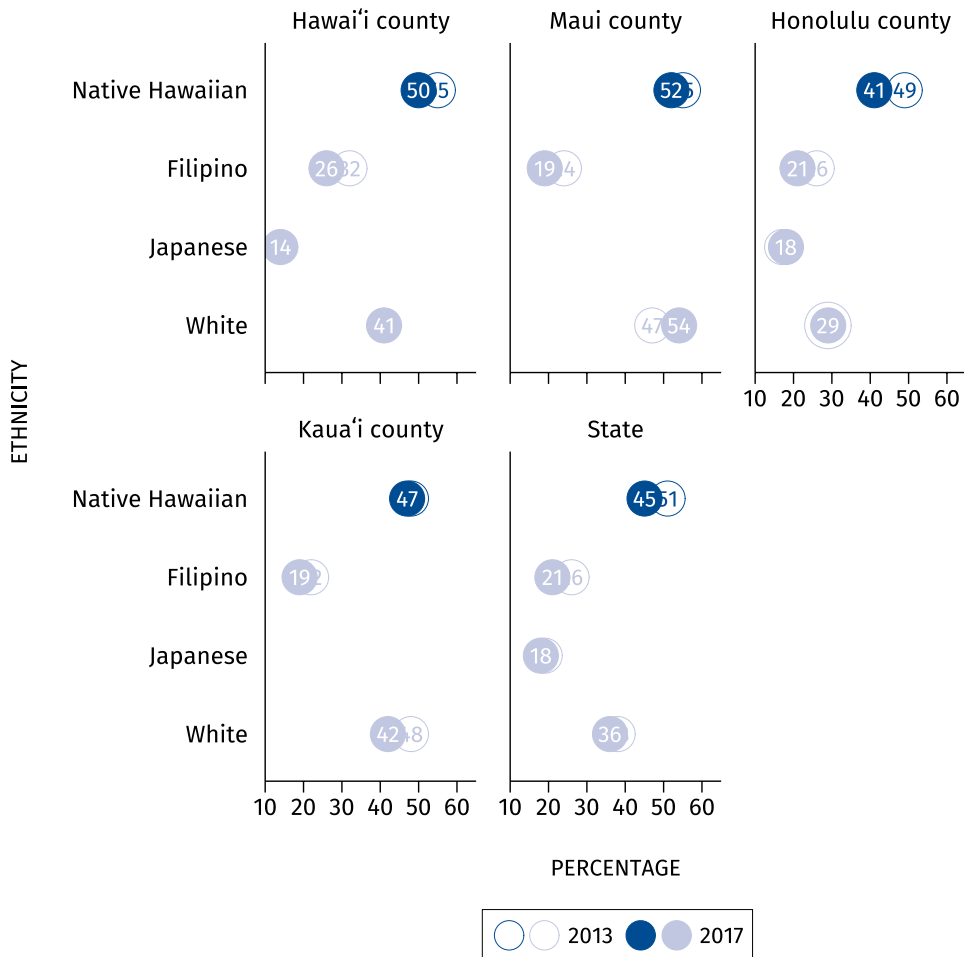 Hawaiʻi county
Maui county
Honolulu county
Native Hawaiian
50
52
41 49
Filipino
26 32
19
21
Japanese
14
18
White
41
47 54
29
10 20 30 40 50 60
ETHNICITY
Kauaʻi county
State
Native Hawaiian
47
45 51
Filipino
19
21
Japanese
18
White
42 48
36
10 20 30 40 50 60
10 20 30 40 50 60
PERCENTAGE
2013
2017